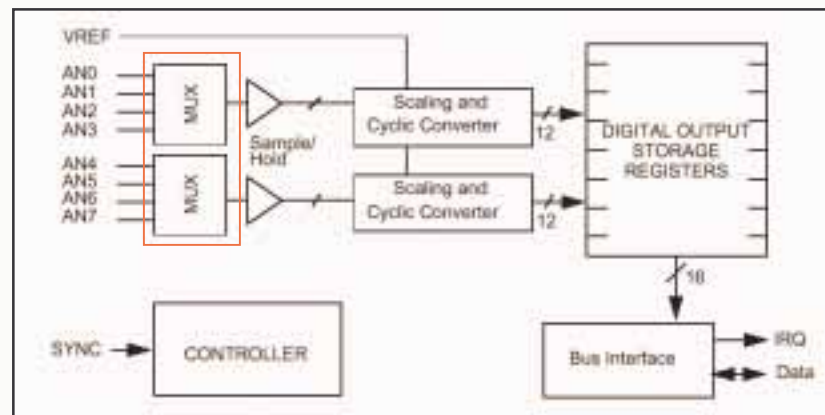 VREF
AN0
AN1
AN2
AN3
MUX
Sample/
Hold
Scaling and
Cyclic Converter
12
AN4
AN5
AN6
AN7
MUX
Scaling and
Cyclic Converter
12
DIGITAL OUTPUT
STORAGE
REGISTERS
16
SYNC
CONTROLLER
Bus Interface
IRQ
Data